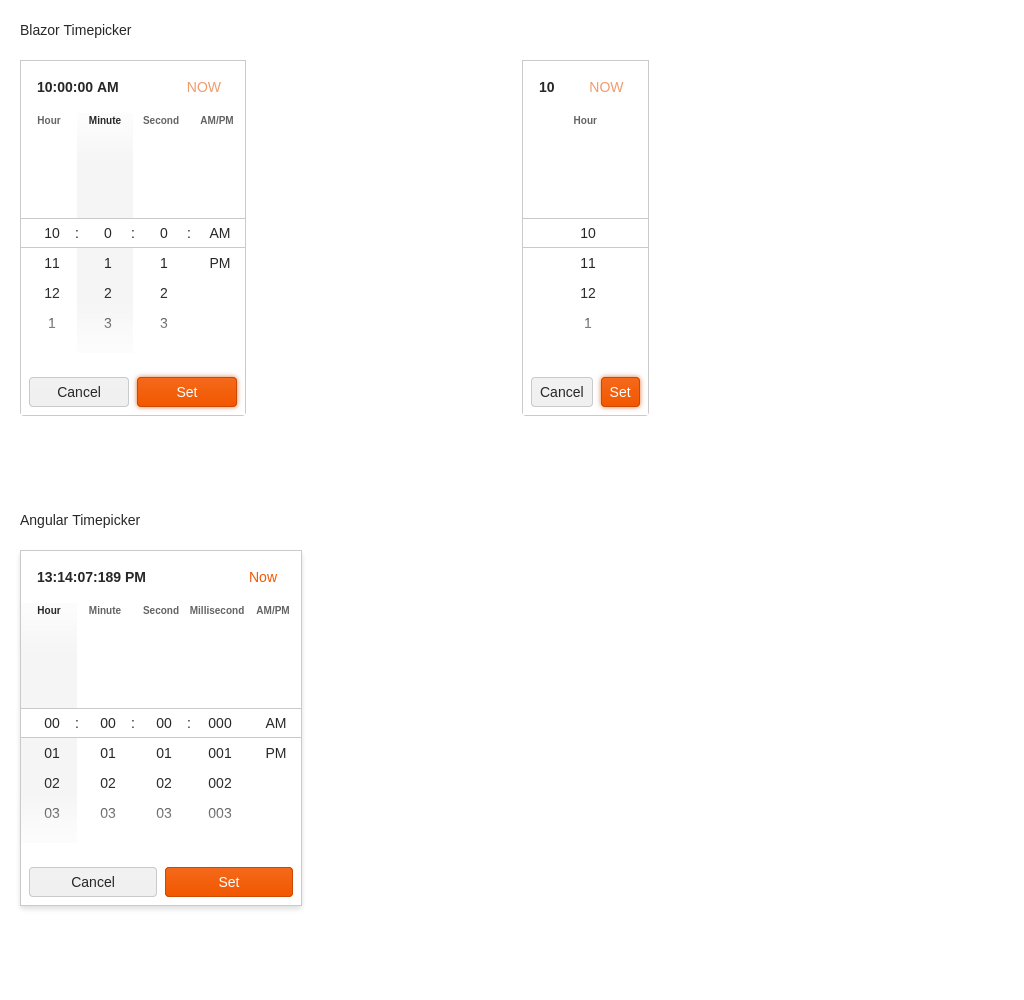 Blazor Timepicker
10:00:00 AM NOW
Hour Minute Second AM/PM
10 : 0 : 0 : AM
11 1 1 PM
12 2 2
1 3 3
Cancel Set
10 NOW
Hour
10
11
12
1
Cancel Set
Angular Timepicker
13:14:07:189 PM Now
Hour Minute Second Millisecond AM/PM
00 : 00 : 00 : 000 AM
01 01 01 001 PM
02 02 02 002
03 03 03 003
Cancel Set